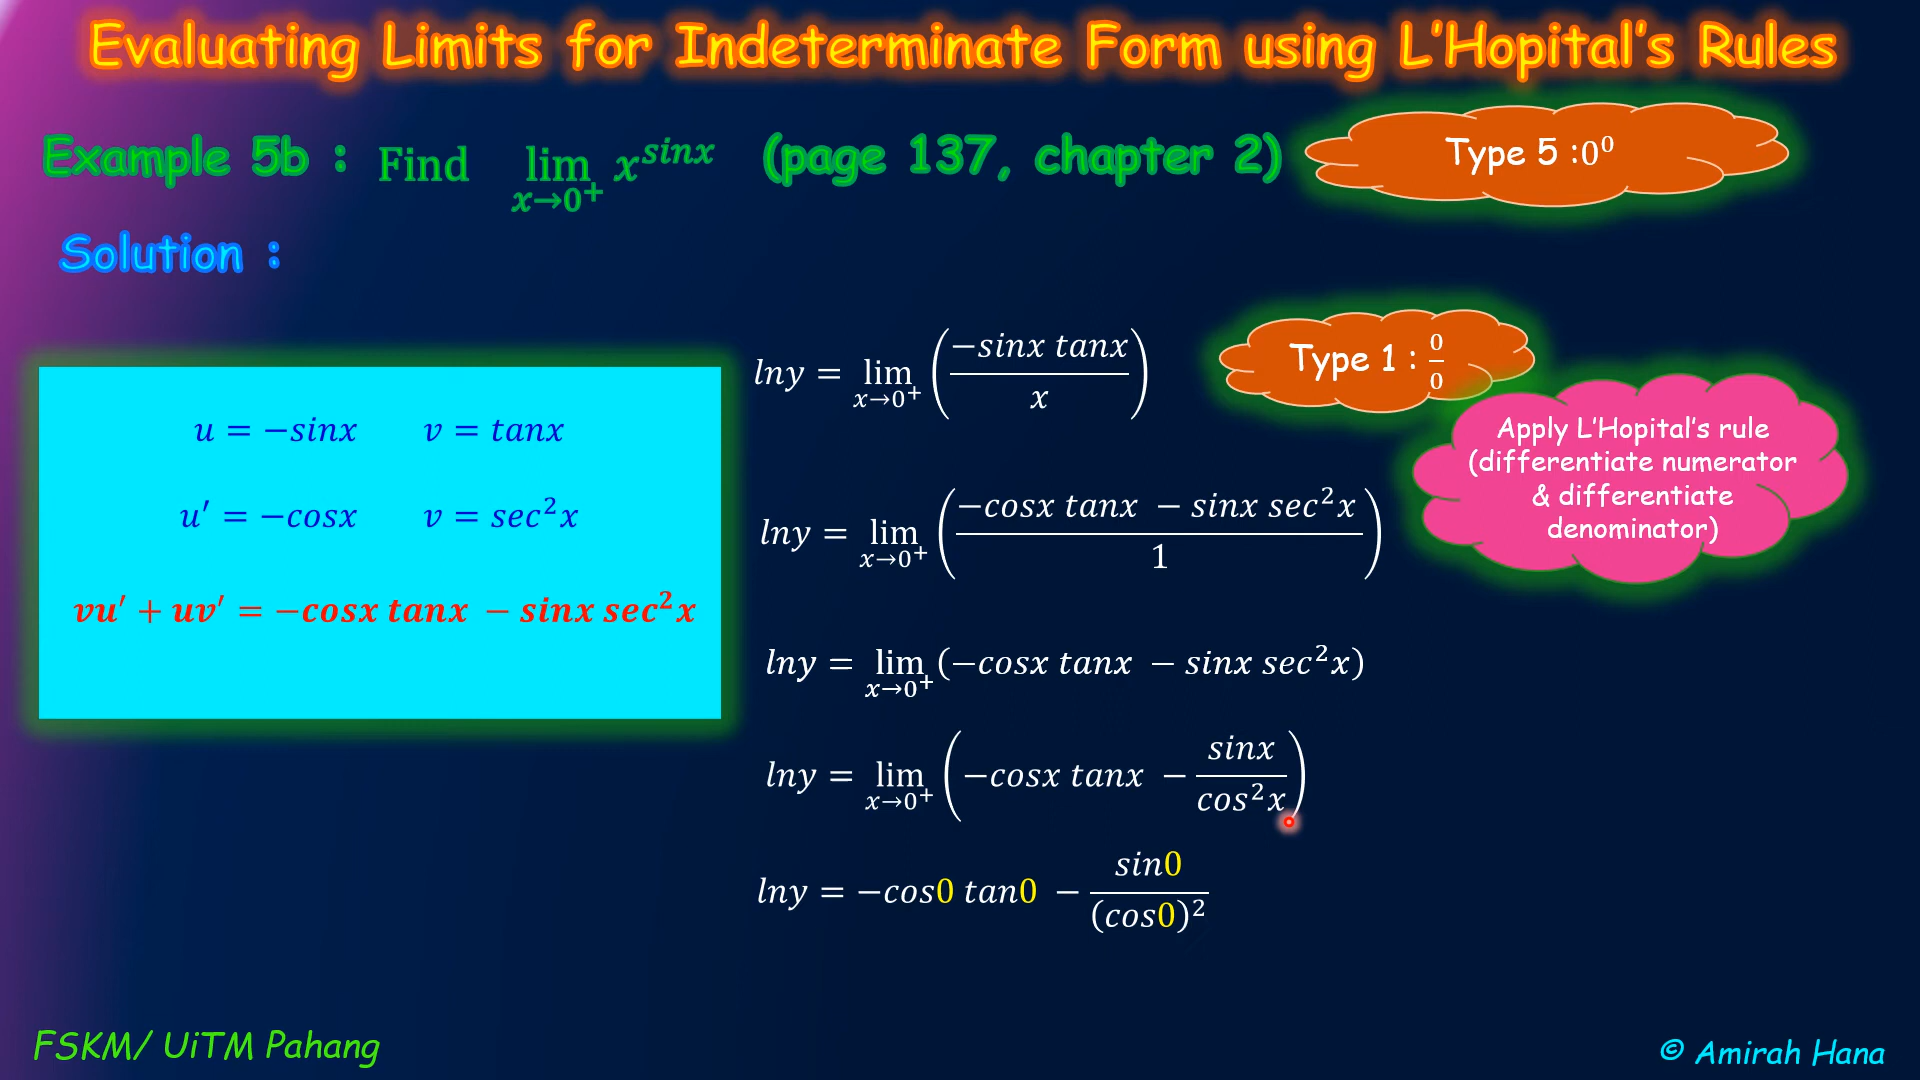 Evaluating Limits for Indeterminate Form using L'Hopital's Rules
Example 5b : Find lim x→0⁺ x^sinx (page 137, chapter 2)
Type 5 :0⁰
Solution :
u = −sinx v = tanx
u′ = −cosx v = sec²x
vu′ + uv′ = −cosx tanx − sinx sec²x
lny = lim x→0⁺ (−sinx tanx / x)
Type 1 : 0/0
Apply L'Hopital's rule
(differentiate numerator
& differentiate
denominator)
lny = lim x→0⁺ (−cosx tanx − sinx sec²x / 1)
lny = lim x→0⁺ (−cosx tanx − sinx sec²x)
lny = lim x→0⁺ (−cosx tanx − sinx / cos²x)
lny = −cos0 tan0 − sin0 / (cos0)²
FSKM/ UiTM Pahang
© Amirah Hana